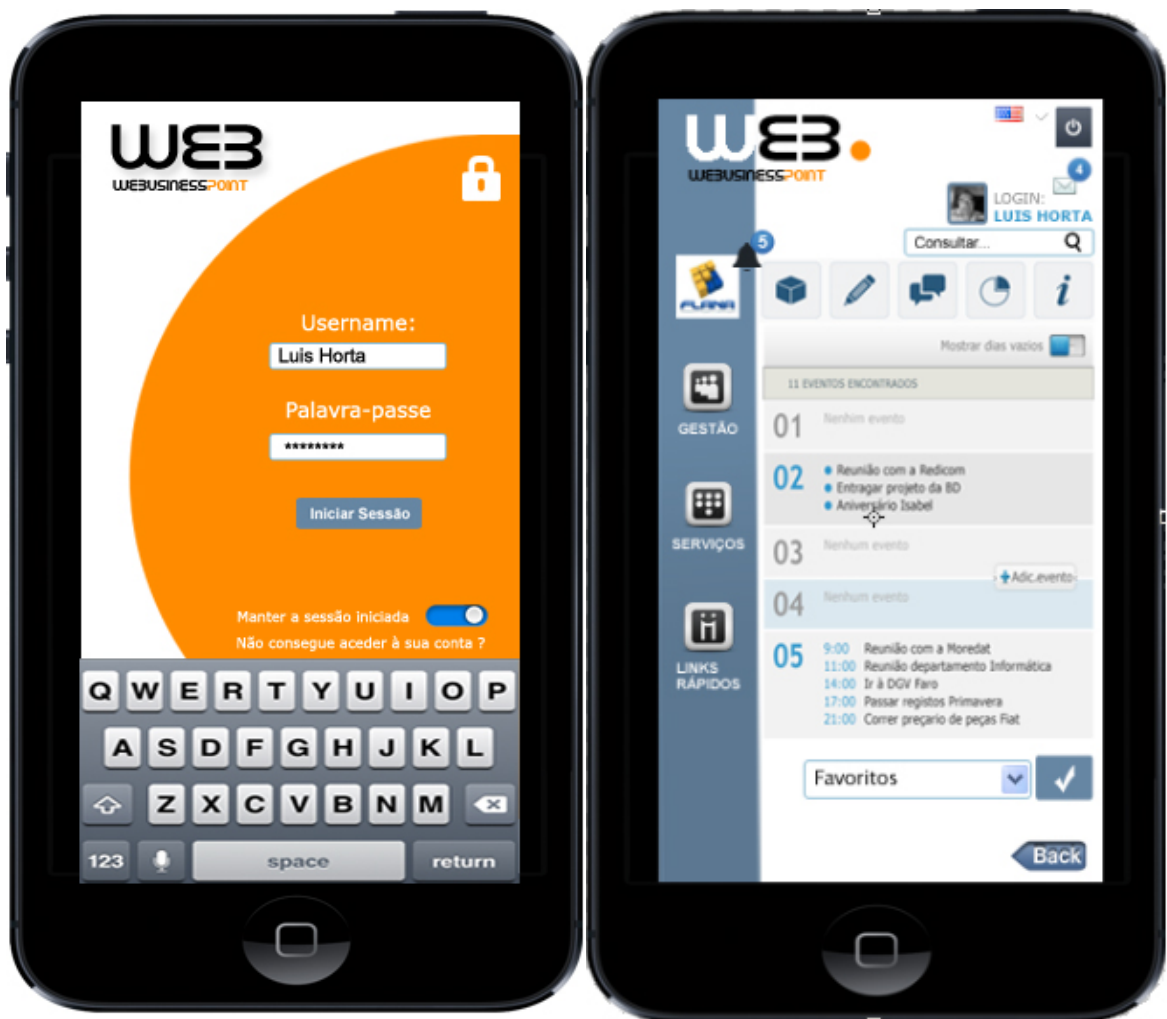 WEB
WEBUSINESSPOINT
Username:
Luis Horta
Palavra-passe
********
Iniciar Sessão
Manter a sessão iniciada
Não consegue aceder à sua conta ?
Q W E R T Y U I O P
A S D F G H J K L
Z X C V B N M
123 space return
WEB.
WEBUSINESSPOINT
4
LOGIN:
LUIS HORTA
5
Consultar...
FLAMA
i
Mostrar dias vazios
11 EVENTOS ENCONTRADOS
GESTÃO
01 Nenhim evento
02 Reunião com a Redicom
Entragar projeto da BD
Aniversário Isabel
SERVIÇOS
03 Nenhum evento
Adic.evento
04 Nenhum evento
LINKS
RÁPIDOS
05 9:00 Reunião com a Moredat
11:00 Reunião departamento Informática
14:00 Ir à DGV Faro
17:00 Passar registos Primavera
21:00 Correr preçario de peças Fiat
Favoritos
Back